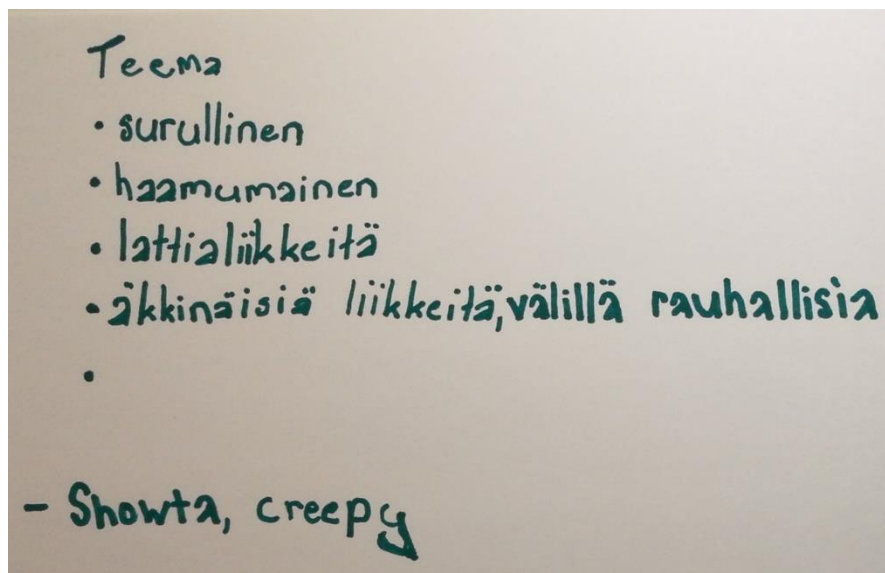 Teema
• surullinen
• haamumainen
• lattialiikkeitä
• äkkinäisiä liikkeitä, välillä rauhallisia
•
- Showta, creepy